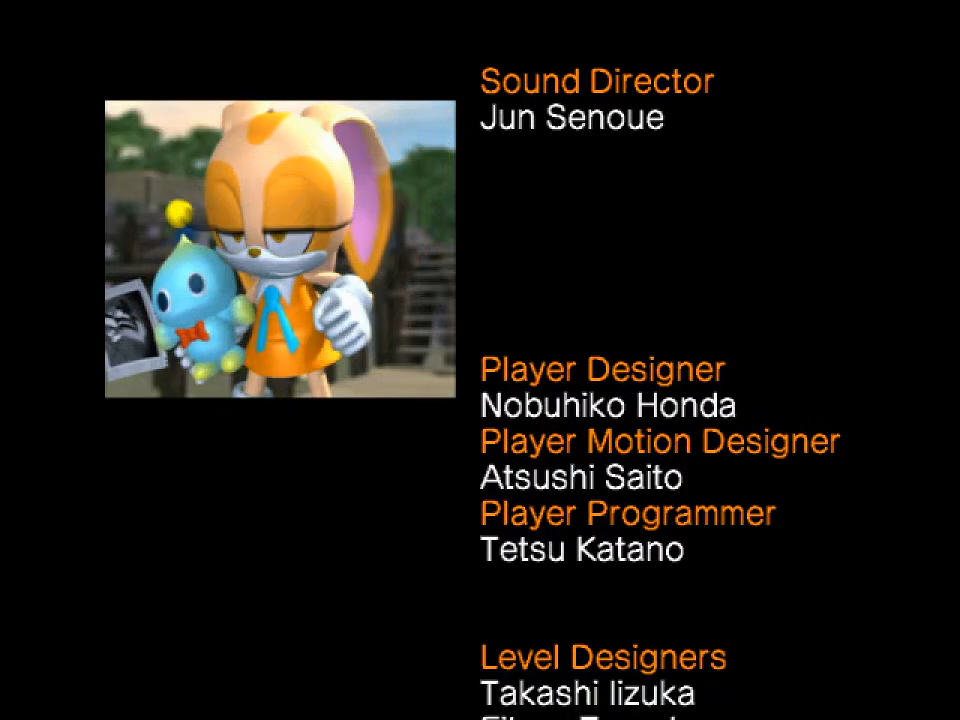 Sound Director
Jun Senoue
Player Designer
Nobuhiko Honda
Player Motion Designer
Atsushi Saito
Player Programmer
Tetsu Katano
Level Designers
Takashi Iizuka